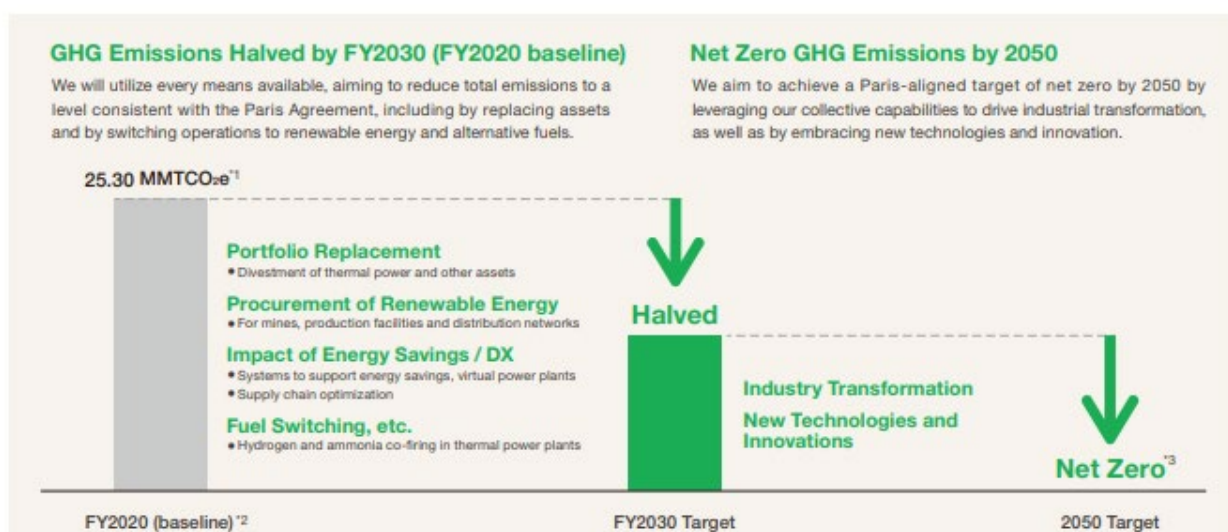 GHG Emissions Halved by FY2030 (FY2020 baseline)
We will utilize every means available, aiming to reduce total emissions to a
level consistent with the Paris Agreement, including by replacing assets
and by switching operations to renewable energy and alternative fuels.
Net Zero GHG Emissions by 2050
We aim to achieve a Paris-aligned target of net zero by 2050 by
leveraging our collective capabilities to drive industrial transformation,
as well as by embracing new technologies and innovation.
25.30 MMTCO₂e*1
Portfolio Replacement
• Divestment of thermal power and other assets
Procurement of Renewable Energy
• For mines, production facilities and distribution networks
Impact of Energy Savings / DX
• Systems to support energy savings, virtual power plants
• Supply chain optimization
Fuel Switching, etc.
• Hydrogen and ammonia co-firing in thermal power plants
Halved
Industry Transformation
New Technologies and
Innovations
Net Zero*3
FY2020 (baseline)*2
FY2030 Target
2050 Target